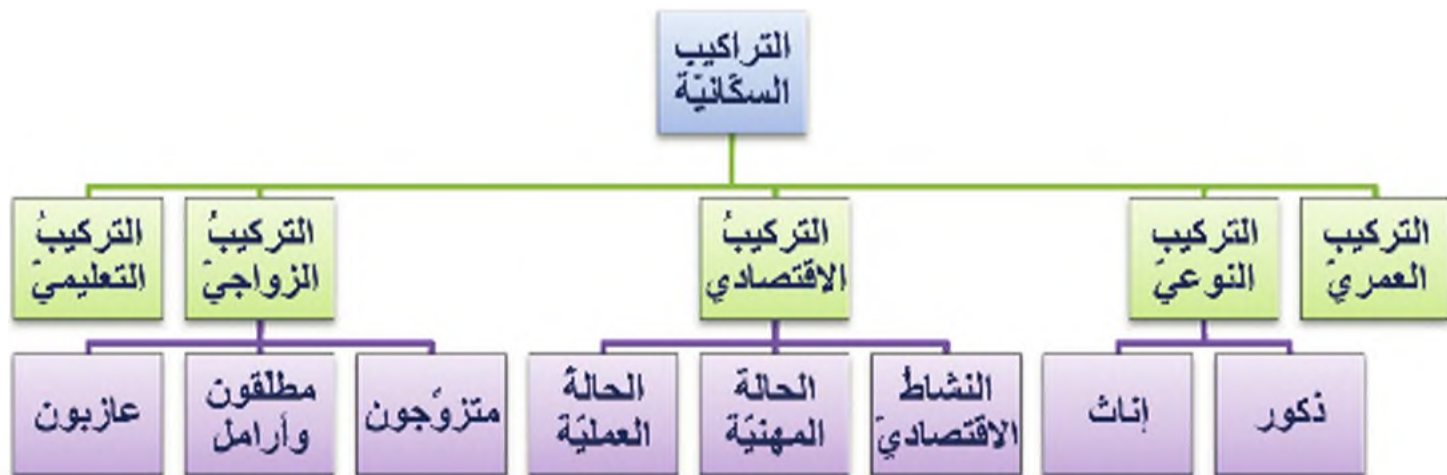 التراكيب
السكّانيّة
التركيب
العمريّ
التركيب
النوعيّ
التركيبُ
الاقتصادي
التركيبُ
الزواجيّ
التركيبُ
التعليميّ
ذكور
إناث
النشاط
الاقتصاديّ
الحالة
المهنيّة
الحالة
العمليّة
متزوّجون
مطلقون
وأرامل
عازبون